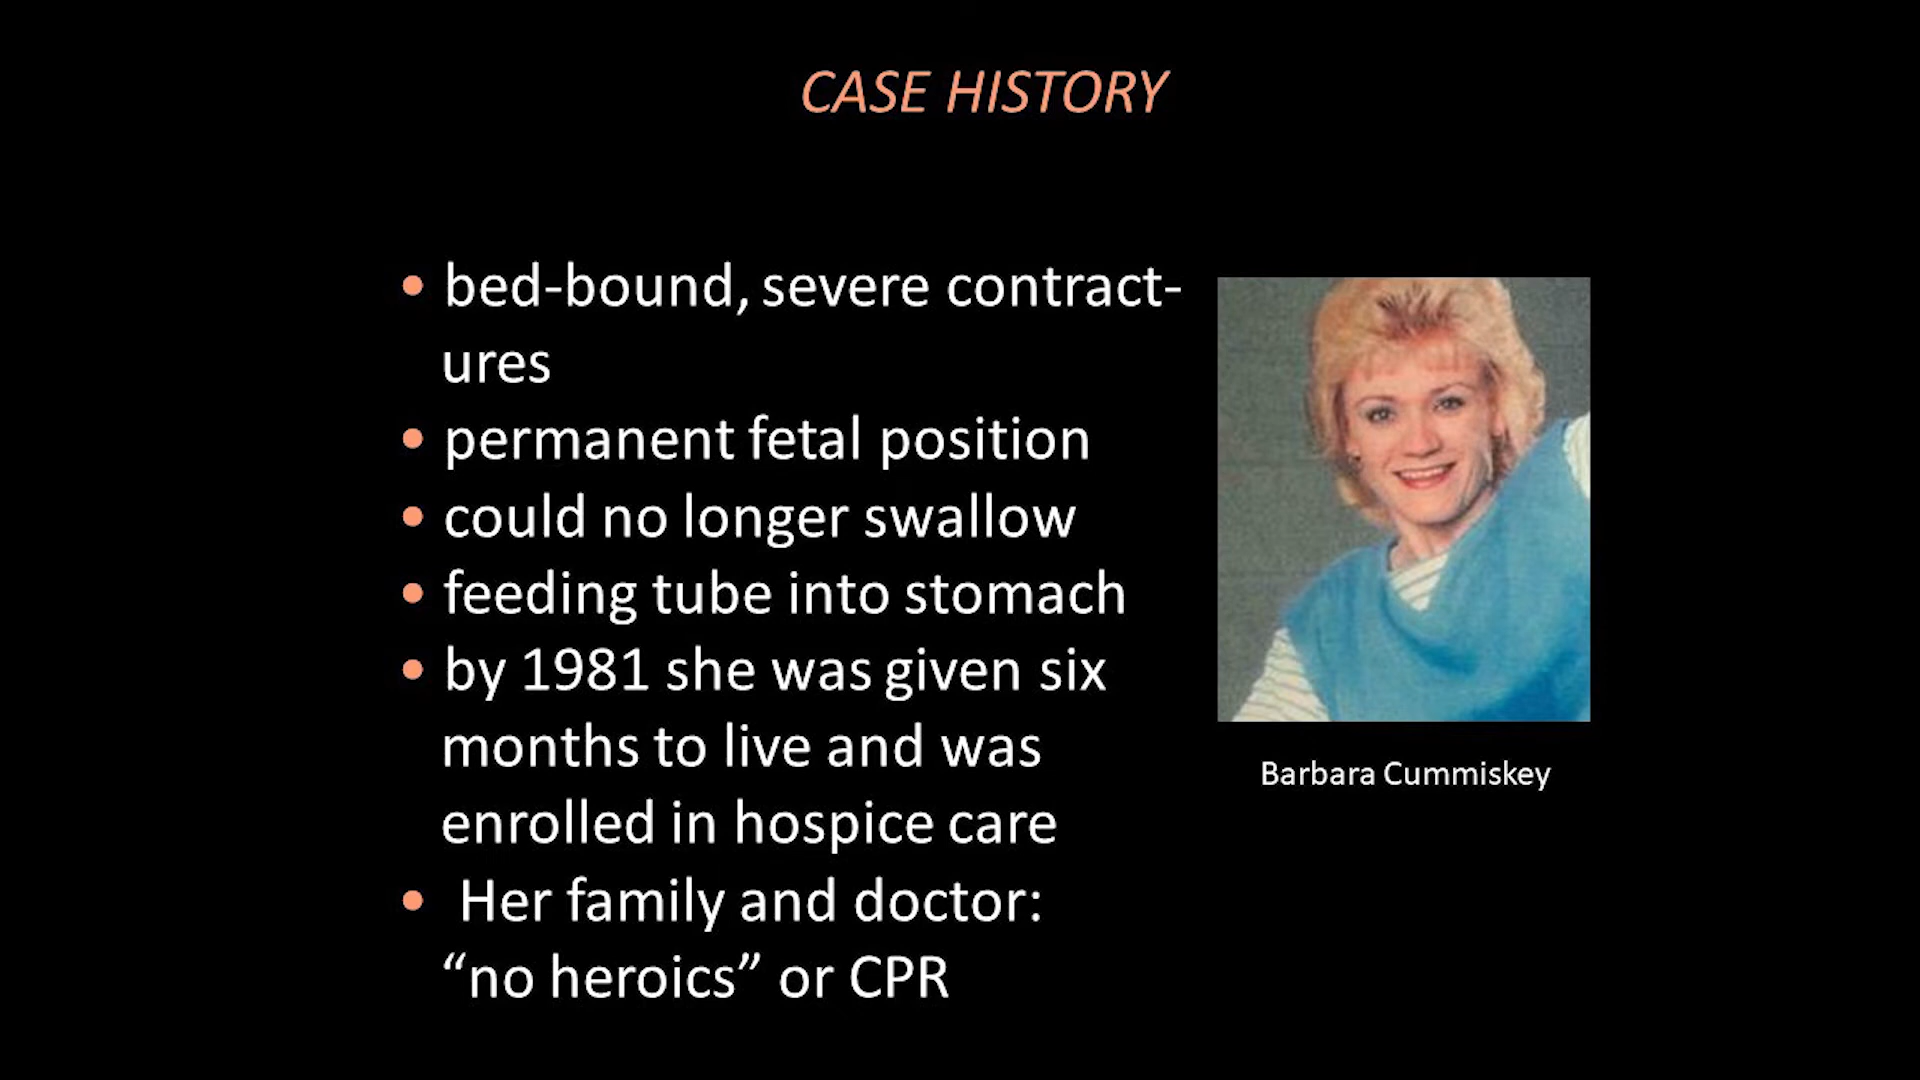 CASE HISTORY
• bed-bound, severe contract-
ures
• permanent fetal position
• could no longer swallow
• feeding tube into stomach
• by 1981 she was given six
months to live and was
enrolled in hospice care
• Her family and doctor:
“no heroics” or CPR
Barbara Cummiskey